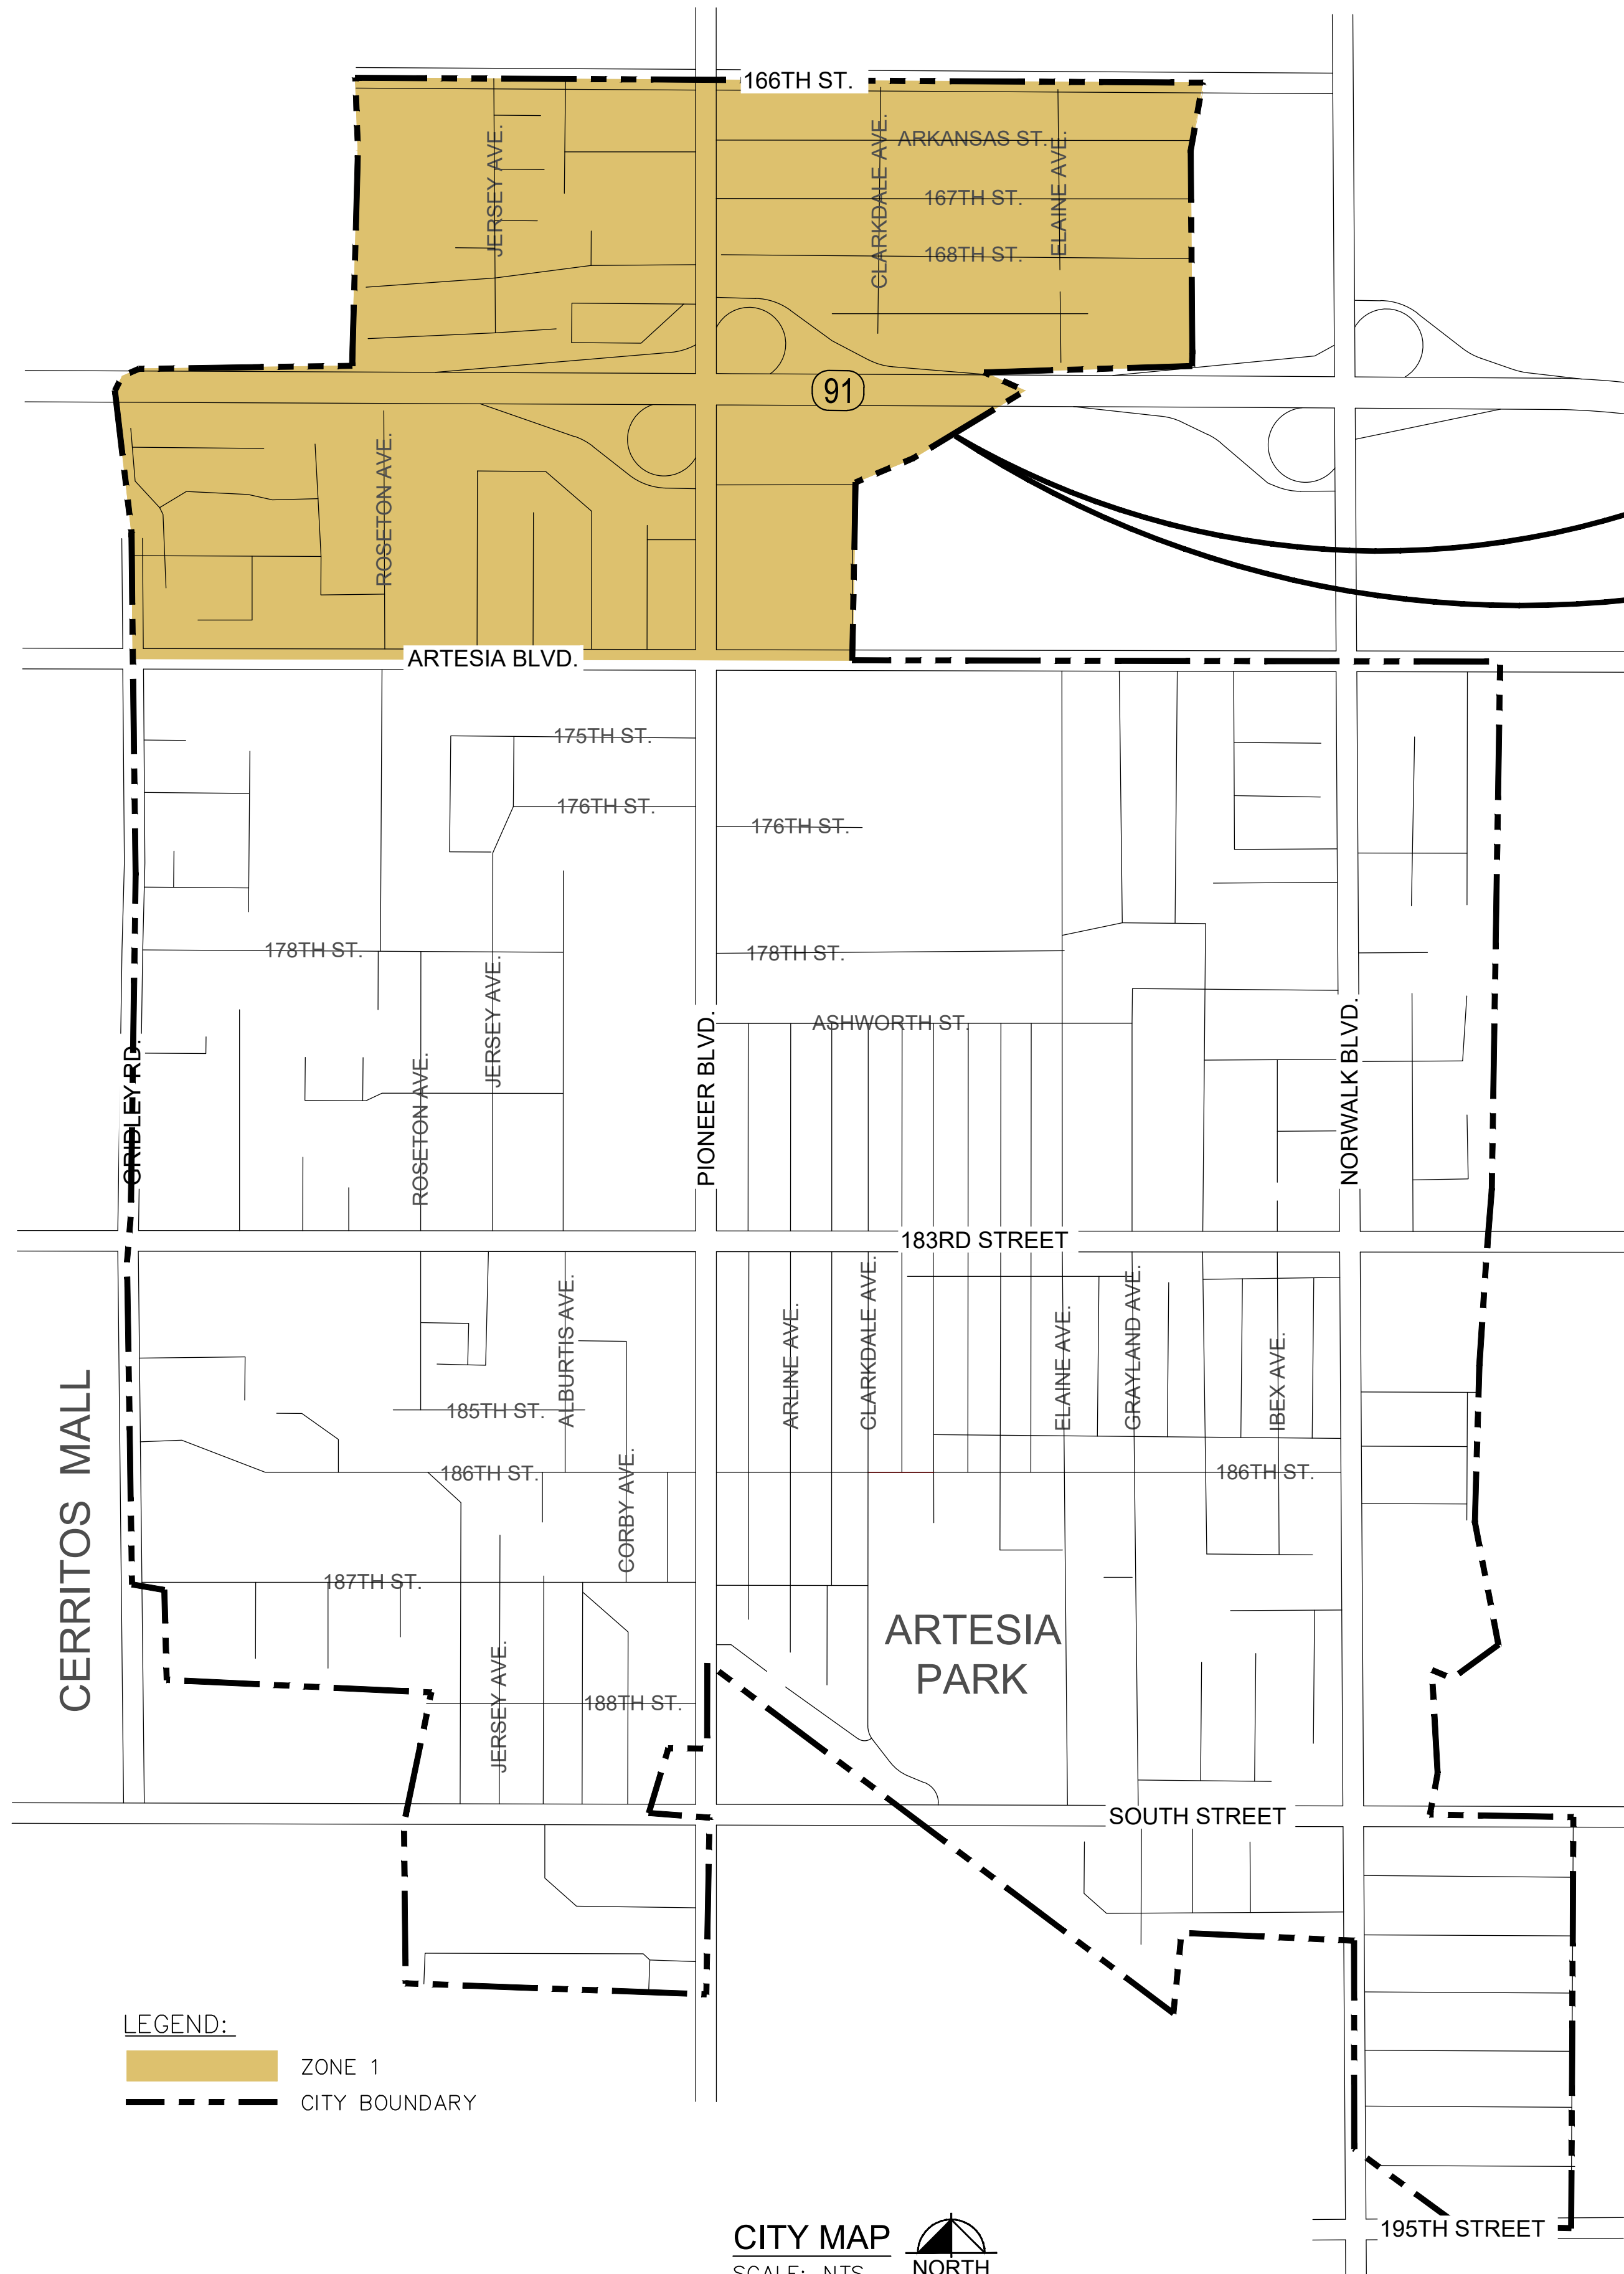 166TH ST.
ARKANSAS ST.
JERSEY AVE.
CLARKDALE AVE.
ELAINE AVE.
167TH ST.
168TH ST.
91
ROSETON AVE.
ARTESIA BLVD.
175TH ST.
176TH ST.
176TH ST.
178TH ST.
178TH ST.
JERSEY AVE.
ASHWORTH ST.
GRIDLEY RD.
ROSETON AVE.
PIONEER BLVD.
NORWALK BLVD.
183RD STREET
ALBURTIS AVE.
ARLINE AVE.
CLARKDALE AVE.
ELAINE AVE.
GRAYLAND AVE.
IBEX AVE.
185TH ST.
186TH ST.
186TH ST.
CORBY AVE.
CERRITOS MALL
187TH ST.
ARTESIA
PARK
JERSEY AVE.
188TH ST.
SOUTH STREET
LEGEND:
ZONE 1
CITY BOUNDARY
195TH STREET
CITY MAP
SCALE: NTS
NORTH